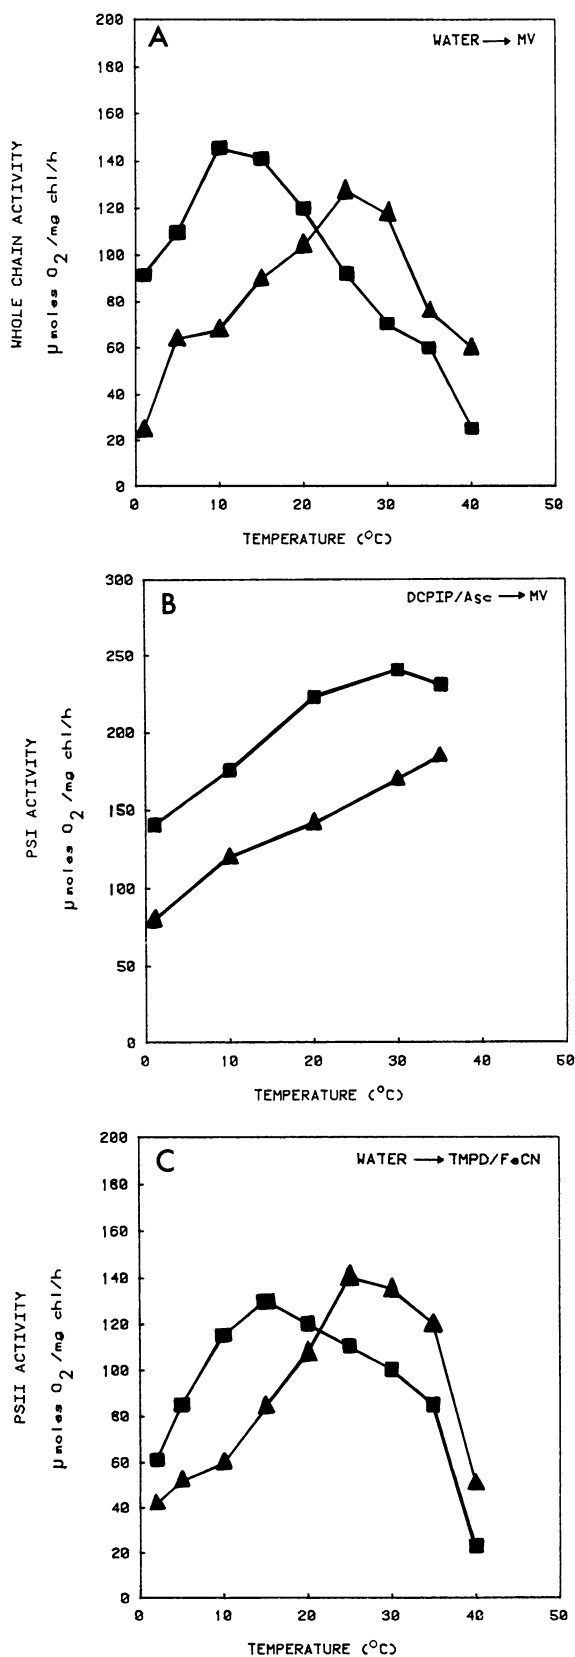 A
WATER → MV
200
180
160
140
120
100
80
60
40
20
0
WHOLE CHAIN ACTIVITY
µmoles O2/mg chl/h
0 10 20 30 40 50
TEMPERATURE (°C)
B
DCPIP/Asc → MV
300
250
200
150
100
50
0
PSI ACTIVITY
µmoles O2/mg chl/h
0 10 20 30 40 50
TEMPERATURE (°C)
C
WATER → TMPD/FeCN
200
180
160
140
120
100
80
60
40
20
0
PSII ACTIVITY
µmoles O2/mg chl/h
0 10 20 30 40 50
TEMPERATURE (°C)